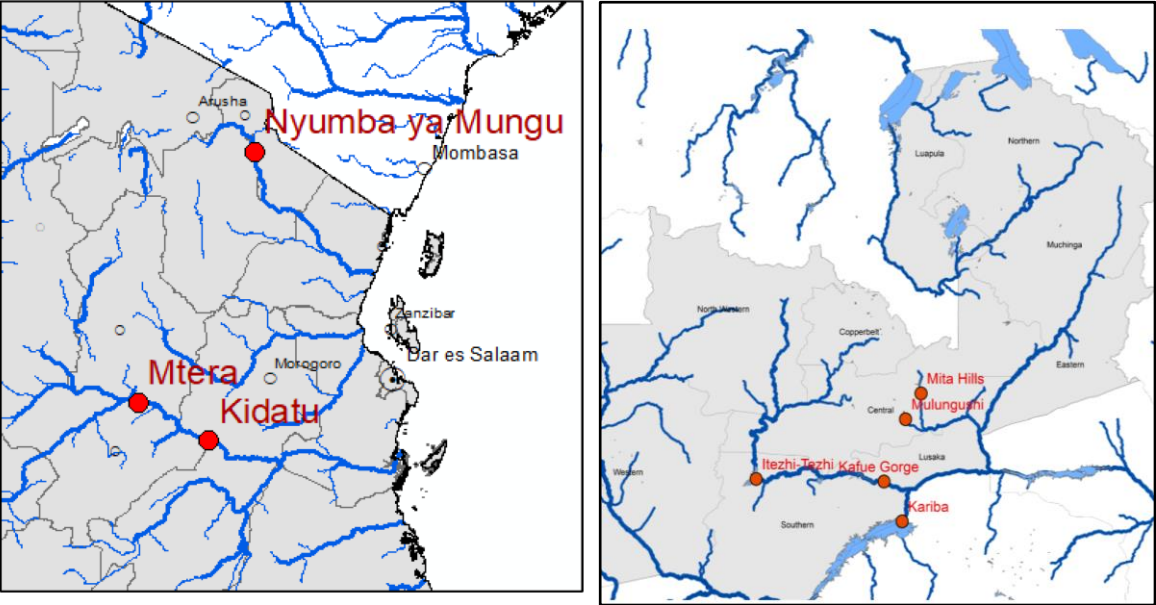 Arusha
Nyumba ya Mungu
Mombasa
Zanzibar
Dar es Salaam
Mtera
Morogoro
Kidatu
Luapula
Northern
Muchinga
North Western
Copperbelt
Eastern
Mita Hills
Central
Mulungushi
Lusaka
Western
Itezhi-Tezhi
Kafue Gorge
Kariba
Southern